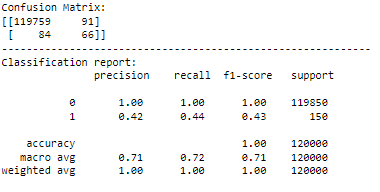 Confusion Matrix:
[[119759     91]
 [    84     66]]
------------------------------------------------------------
Classification report:
              precision    recall  f1-score   support

           0       1.00      1.00      1.00    119850
           1       0.42      0.44      0.43       150

    accuracy                           1.00    120000
   macro avg       0.71      0.72      0.71    120000
weighted avg       1.00      1.00      1.00    120000